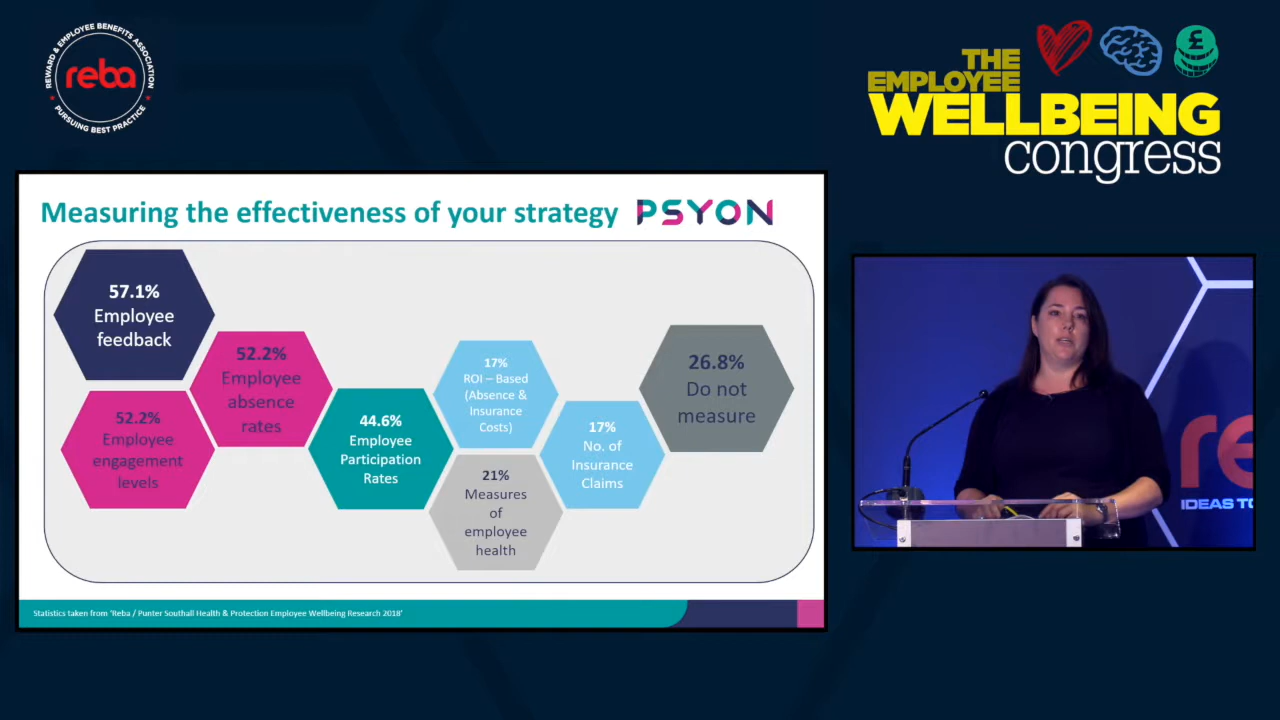 REWARD & EMPLOYEE BENEFITS ASSOCIATION
reba
PURSUING BEST PRACTICE
THE
EMPLOYEE
WELLBEING
congress
£
Measuring the effectiveness of your strategy
PSYON
57.1%
Employee
feedback
52.2%
Employee
engagement
levels
52.2%
Employee
absence
rates
44.6%
Employee
Participation
Rates
17%
ROI – Based
(Absence &
Insurance
Costs)
21%
Measures
of
employee
health
17%
No. of
Insurance
Claims
26.8%
Do not
measure
Statistics taken from 'Reba / Punter Southall Health & Protection Employee Wellbeing Research 2018'
re
IDEAS TO